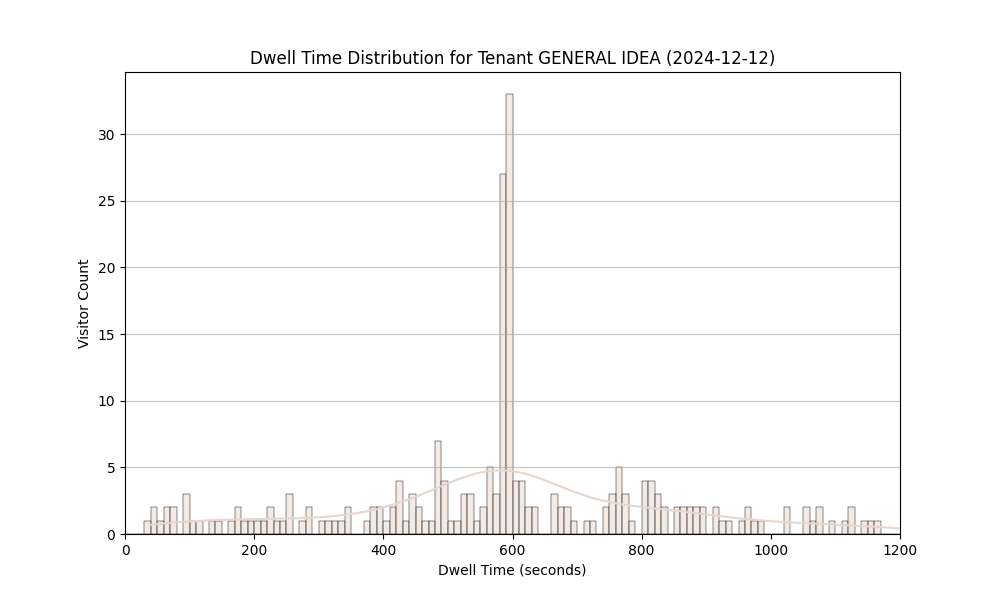 Dwell Time Distribution for Tenant GENERAL IDEA (2024-12-12)
Visitor Count
30
25
20
15
10
5
0
0 200 400 600 800 1000 1200
Dwell Time (seconds)